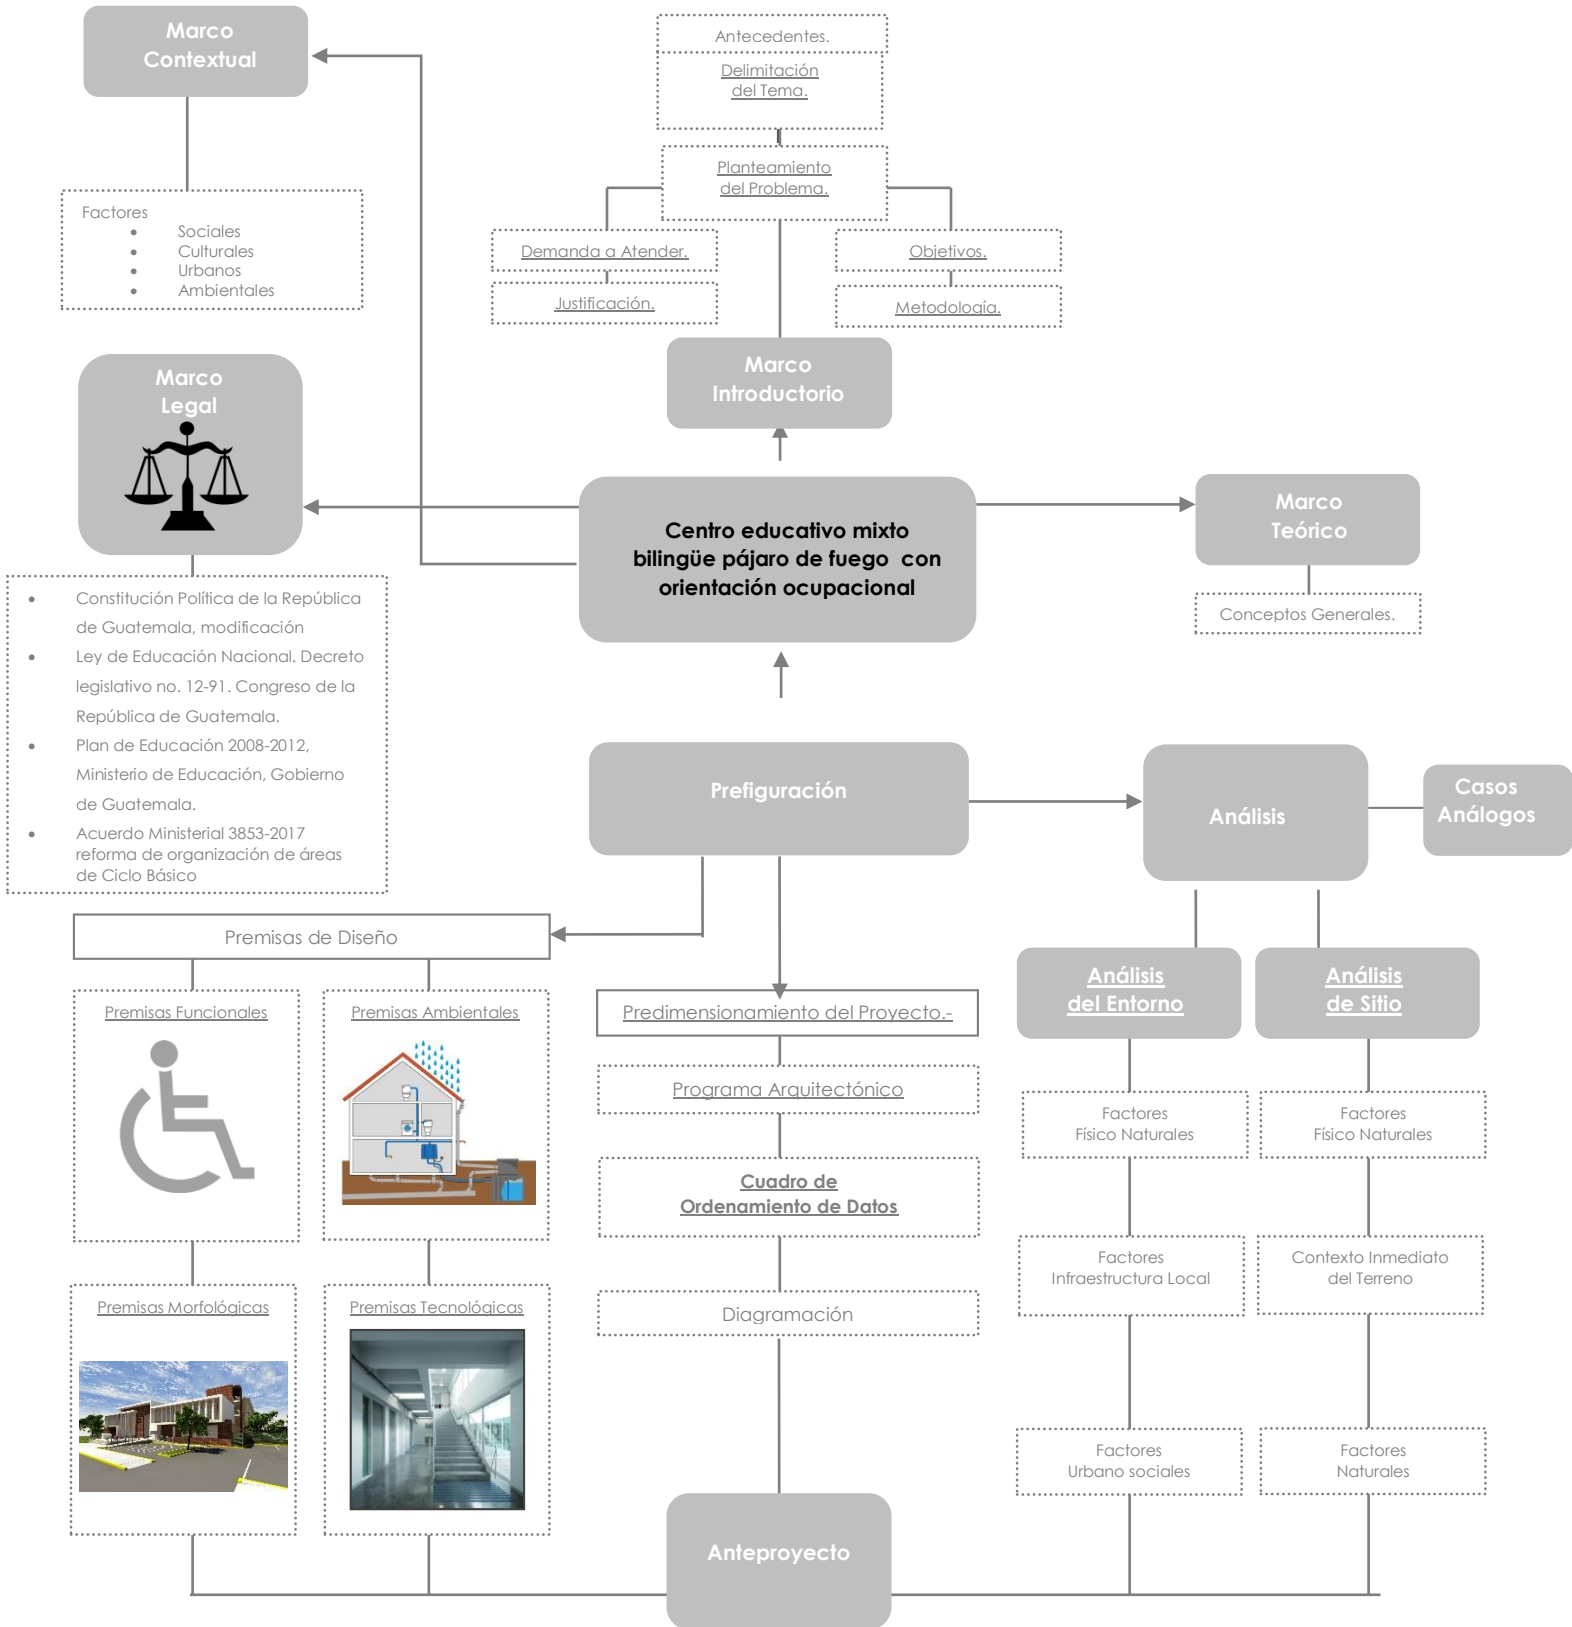 Marco
Contextual
Factores
• Sociales
• Culturales
• Urbanos
• Ambientales
Antecedentes.
Delimitación
del Tema.
Planteamiento
del Problema.
Demanda a Atender.
Justificación.
Objetivos.
Metodología.
Marco
Introductorio
Marco
Legal
• Constitución Política de la República
de Guatemala, modificación
• Ley de Educación Nacional. Decreto
legislativo no. 12-91. Congreso de la
República de Guatemala.
• Plan de Educación 2008-2012,
Ministerio de Educación, Gobierno
de Guatemala.
• Acuerdo Ministerial 3853-2017
reforma de organización de áreas
de Ciclo Básico
Centro educativo mixto
bilingüe pájaro de fuego con
orientación ocupacional
Marco
Teórico
Conceptos Generales.
Prefiguración
Análisis
Casos
Análogos
Premisas de Diseño
Premisas Funcionales
Premisas Ambientales
Premisas Morfológicas
Premisas Tecnológicas
Predimensionamiento del Proyecto.-
Programa Arquitectónico
Cuadro de
Ordenamiento de Datos
Diagramación
Análisis
del Entorno
Factores
Físico Naturales
Factores
Infraestructura Local
Factores
Urbano sociales
Análisis
de Sitio
Factores
Físico Naturales
Contexto Inmediato
del Terreno
Factores
Naturales
Anteproyecto